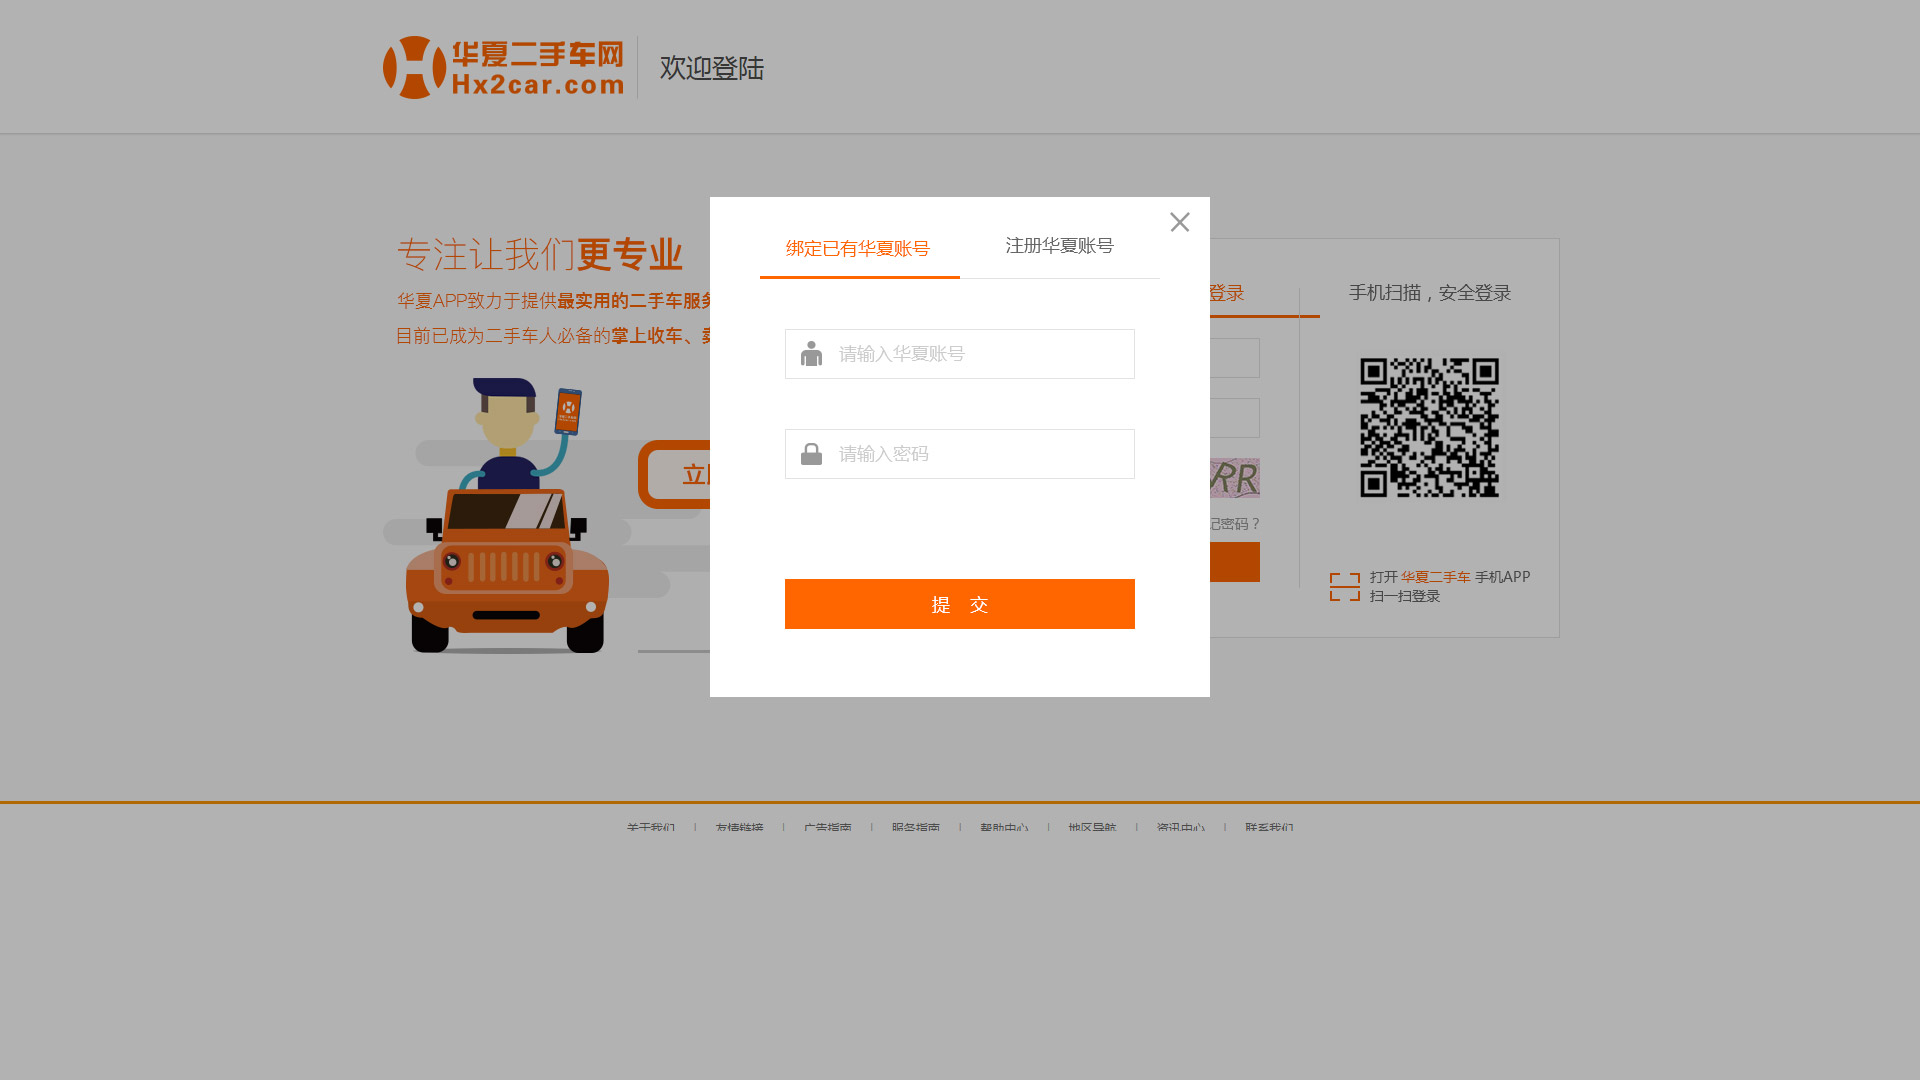 华夏二手车网
Hx2car.com
欢迎登陆
专注让我们更专业
华夏APP致力于提供最实用的二手车服
目前已成为二手车人必备的掌上收车、
立
绑定已有华夏账号
注册华夏账号
请输入华夏账号
请输入密码
提 交
登录
手机扫描，安全登录
RR
记密码？
打开 华夏二手车 手机APP
扫一扫登录
关于我们 | 友情链接 | 广告指南 | 服务指南 | 帮助中心 | 地区导航 | 资讯中心 | 联系我们